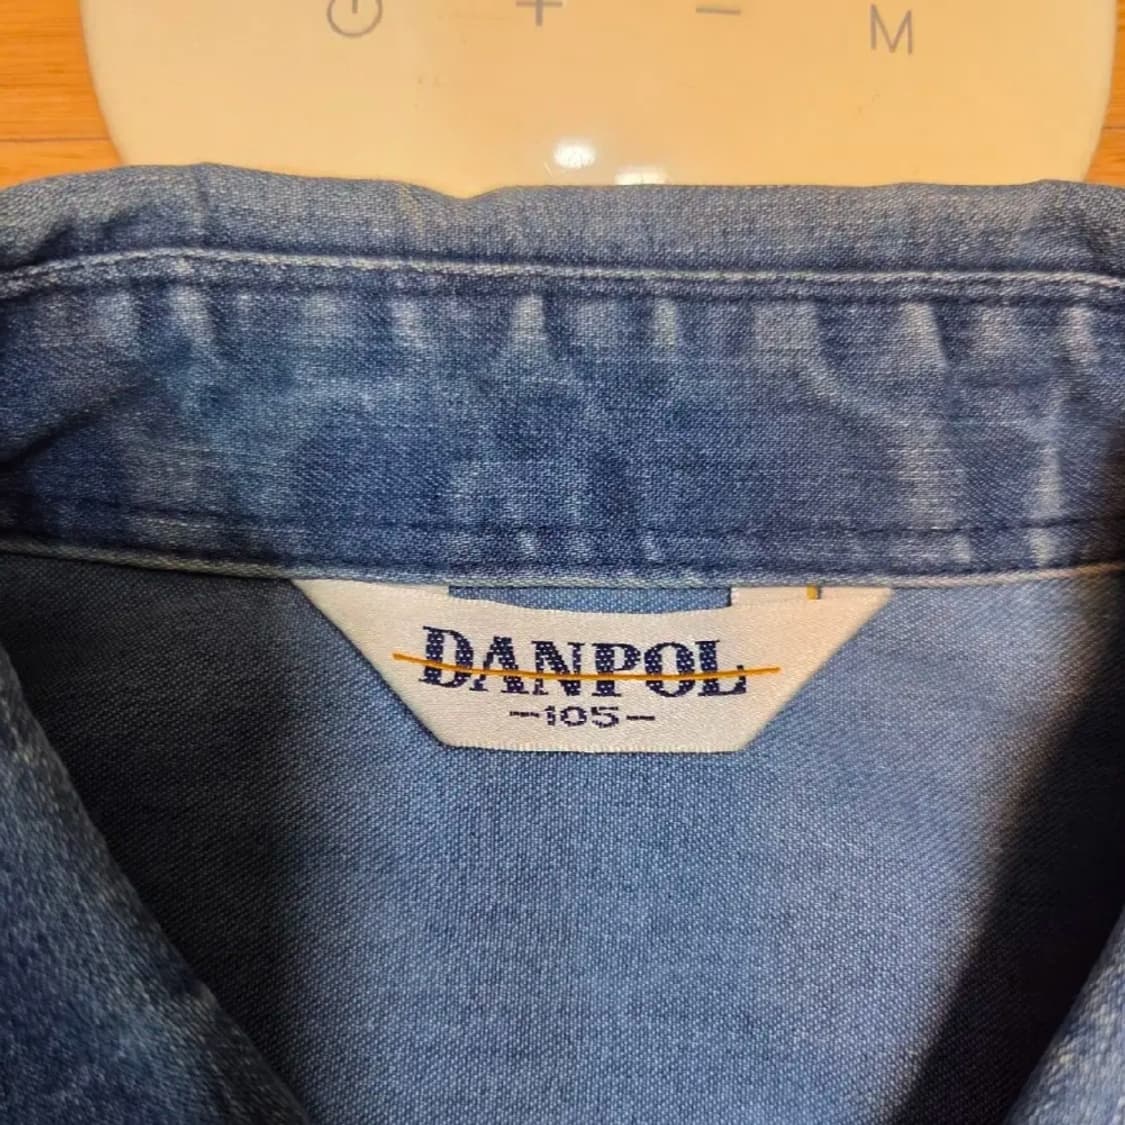 + − M
DANPOL
-105-